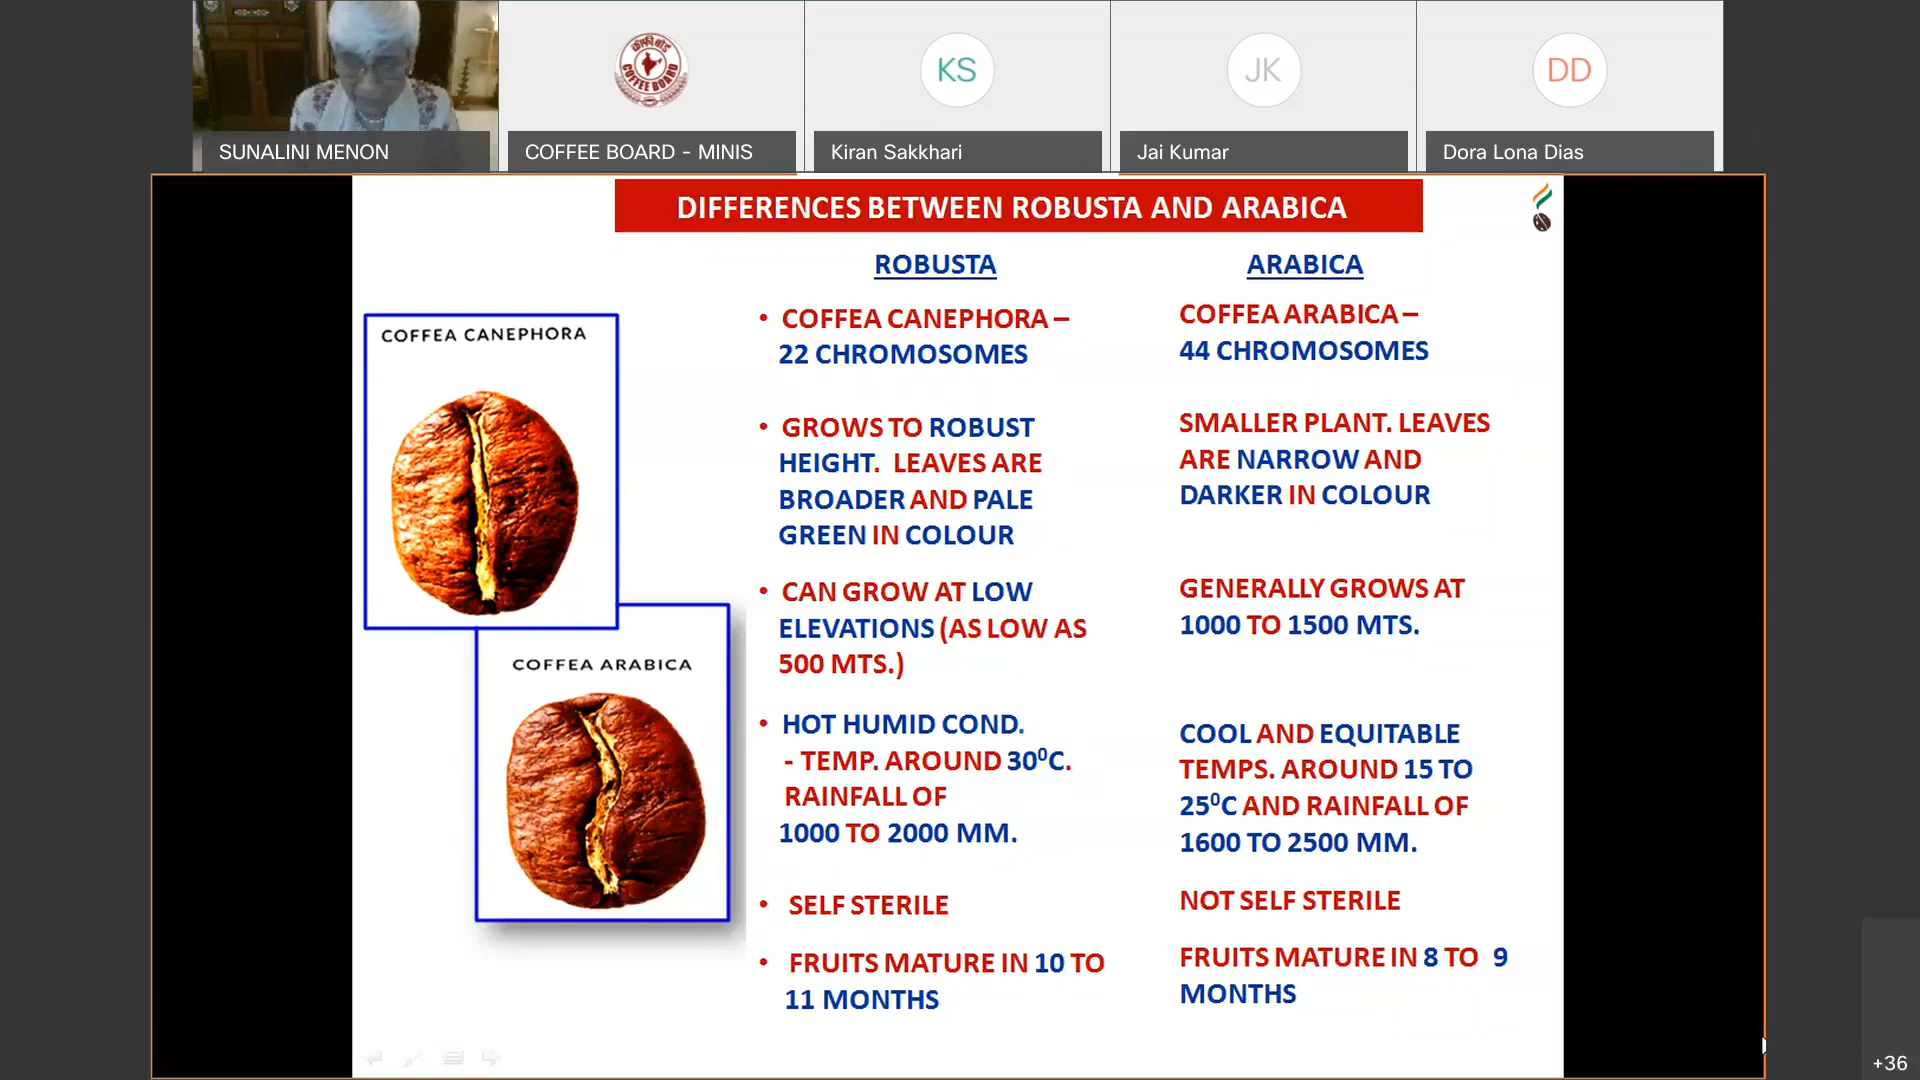 कॉफी बोर्ड
COFFEE BOARD
KS
JK
DD
SUNALINI MENON
COFFEE BOARD - MINIS
Kiran Sakkhari
Jai Kumar
Dora Lona Dias
DIFFERENCES BETWEEN ROBUSTA AND ARABICA
COFFEA CANEPHORA
COFFEA ARABICA
ROBUSTA
• COFFEA CANEPHORA –
22 CHROMOSOMES
• GROWS TO ROBUST
HEIGHT. LEAVES ARE
BROADER AND PALE
GREEN IN COLOUR
• CAN GROW AT LOW
ELEVATIONS (AS LOW AS
500 MTS.)
• HOT HUMID COND.
- TEMP. AROUND 30⁰C.
RAINFALL OF
1000 TO 2000 MM.
• SELF STERILE
• FRUITS MATURE IN 10 TO
11 MONTHS
ARABICA
COFFEA ARABICA –
44 CHROMOSOMES
SMALLER PLANT. LEAVES
ARE NARROW AND
DARKER IN COLOUR
GENERALLY GROWS AT
1000 TO 1500 MTS.
COOL AND EQUITABLE
TEMPS. AROUND 15 TO
25⁰C AND RAINFALL OF
1600 TO 2500 MM.
NOT SELF STERILE
FRUITS MATURE IN 8 TO 9
MONTHS
+36